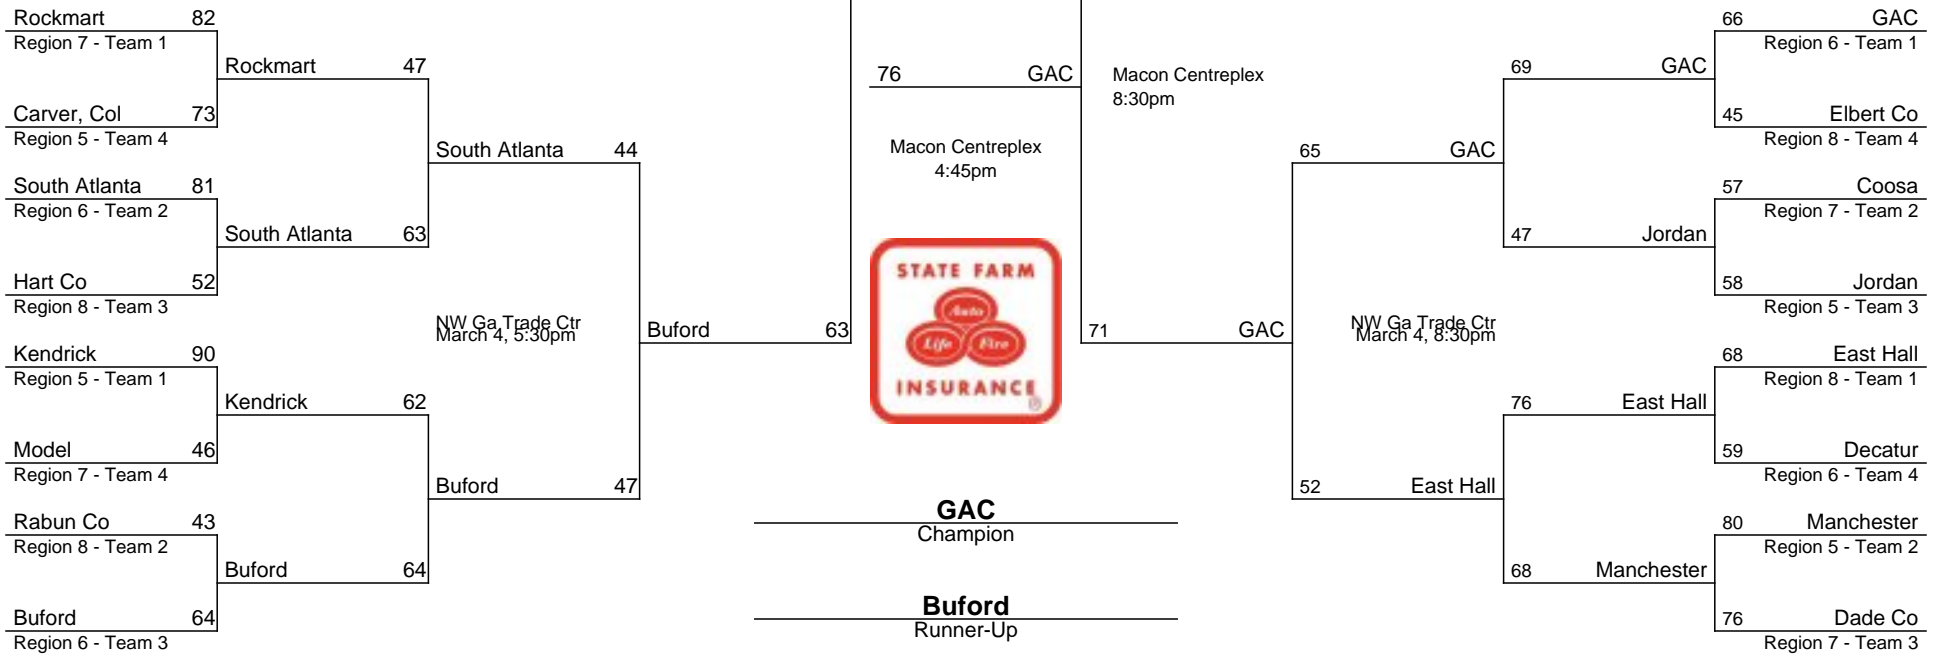 Rockmart 82
Region 7 - Team 1
Rockmart 47
Carver, Col 73
Region 5 - Team 4
South Atlanta 44
South Atlanta 81
Region 6 - Team 2
South Atlanta 63
Hart Co 52
Region 8 - Team 3
NW Ga Trade Ctr
March 4, 5:30pm
Buford 63
Kendrick 90
Region 5 - Team 1
Kendrick 62
Model 46
Region 7 - Team 4
Buford 47
Rabun Co 43
Region 8 - Team 2
Buford 64
Buford 64
Region 6 - Team 3
76 GAC
Macon Centreplex
8:30pm
Macon Centreplex
4:45pm
STATE FARM
Auto
Life Fire
INSURANCE
GAC
Champion
Buford
Runner-Up
66 GAC
Region 6 - Team 1
69 GAC
45 Elbert Co
Region 8 - Team 4
65 GAC
57 Coosa
Region 7 - Team 2
47 Jordan
58 Jordan
Region 5 - Team 3
71 GAC
NW Ga Trade Ctr
March 4, 8:30pm
68 East Hall
Region 8 - Team 1
76 East Hall
59 Decatur
Region 6 - Team 4
52 East Hall
80 Manchester
Region 5 - Team 2
68 Manchester
76 Dade Co
Region 7 - Team 3